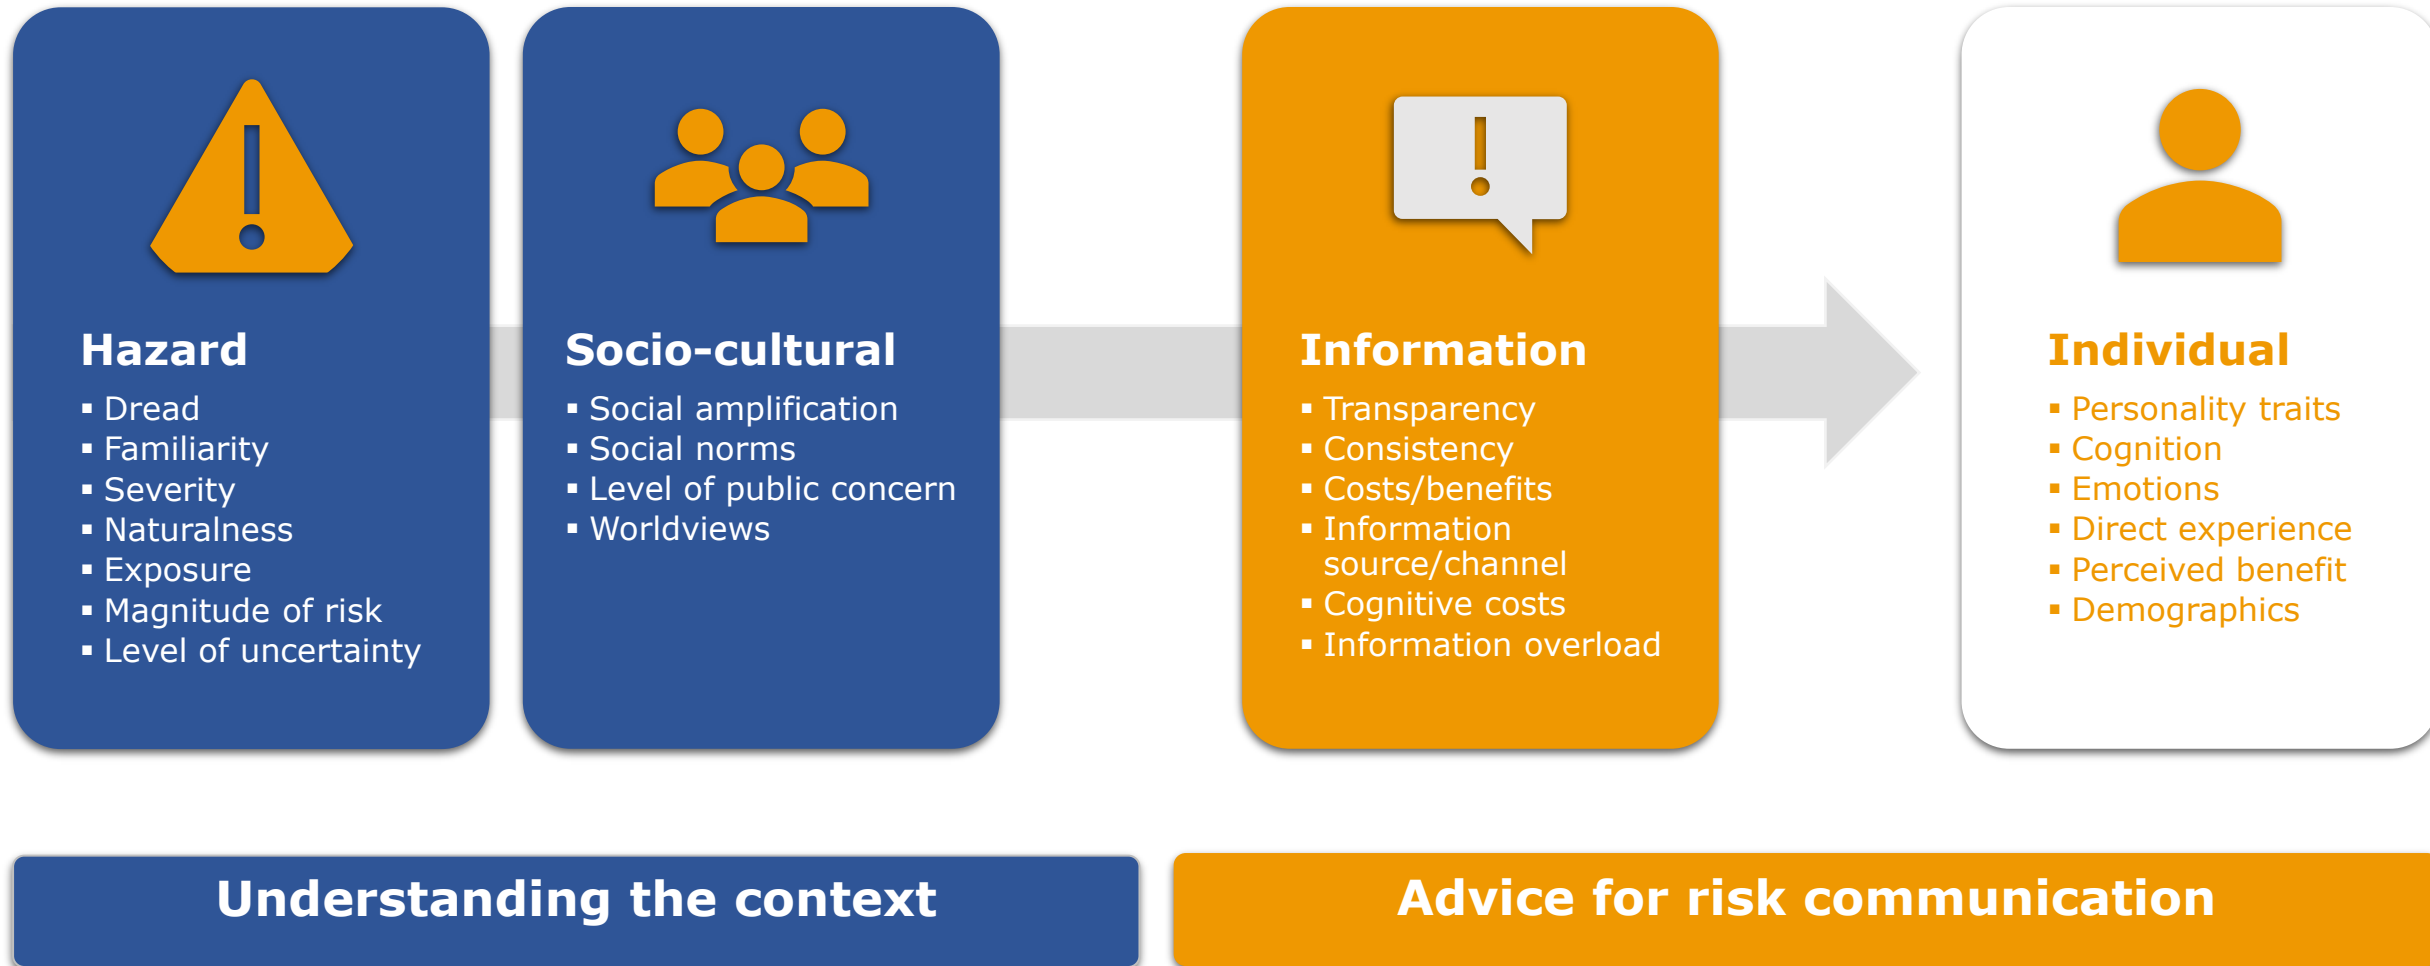 Hazard
▪ Dread
▪ Familiarity
▪ Severity
▪ Naturalness
▪ Exposure
▪ Magnitude of risk
▪ Level of uncertainty
Socio-cultural
▪ Social amplification
▪ Social norms
▪ Level of public concern
▪ Worldviews
!
Information
▪ Transparency
▪ Consistency
▪ Costs/benefits
▪ Information
source/channel
▪ Cognitive costs
▪ Information overload
Individual
▪ Personality traits
▪ Cognition
▪ Emotions
▪ Direct experience
▪ Perceived benefit
▪ Demographics
Understanding the context
Advice for risk communication